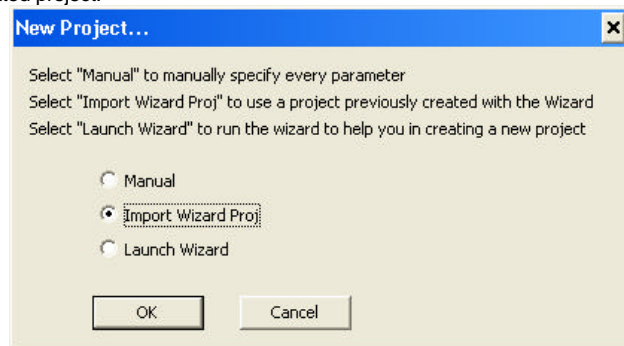 project.
New Project...
Select "Manual" to manually specify every parameter
Select "Import Wizard Proj" to use a project previously created with the Wizard
Select "Launch Wizard" to run the wizard to help you in creating a new project
Manual
Import Wizard Proj
Launch Wizard
OK Cancel